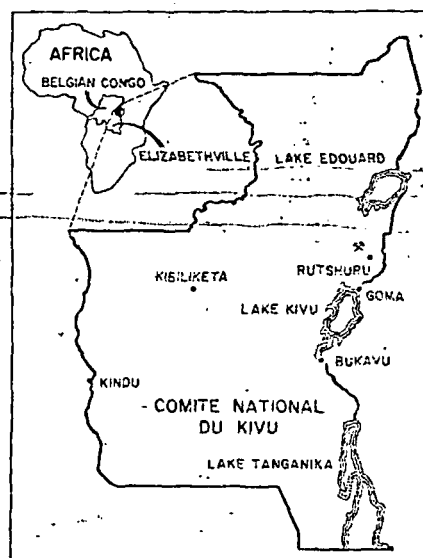 AFRICA
BELGIAN CONGO
ELIZABETHVILLE
LAKE EDOUARD
RUTSHURU
KISILIKETA
GOMA
LAKE KIVU
BUKAVU
KINDU
- COMITE NATIONAL
DU KIVU
LAKE TANGANIKA